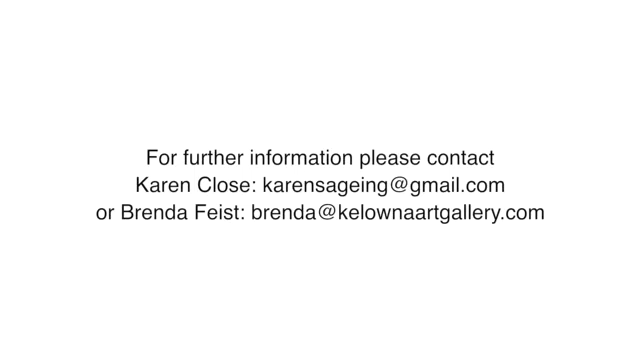 For further information please contact
Karen Close: karensageing@gmail.com
or Brenda Feist: brenda@kelownaartgallery.com